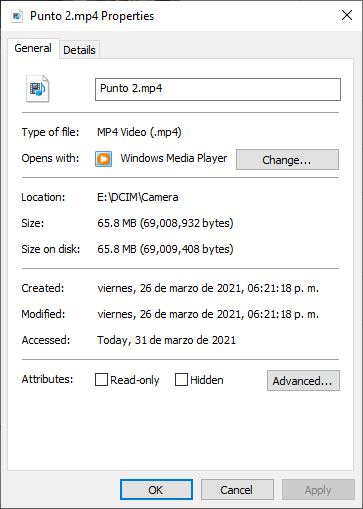 Punto 2.mp4 Properties
General Details
Punto 2.mp4
Type of file: MP4 Video (.mp4)
Opens with: Windows Media Player Change...
Location: E:\DCIM\Camera
Size: 65.8 MB (69,008,932 bytes)
Size on disk: 65.8 MB (69,009,408 bytes)
Created: viernes, 26 de marzo de 2021, 06:21:18 p. m.
Modified: viernes, 26 de marzo de 2021, 06:21:18 p. m.
Accessed: Today, 31 de marzo de 2021
Attributes: Read-only Hidden Advanced...
OK Cancel Apply